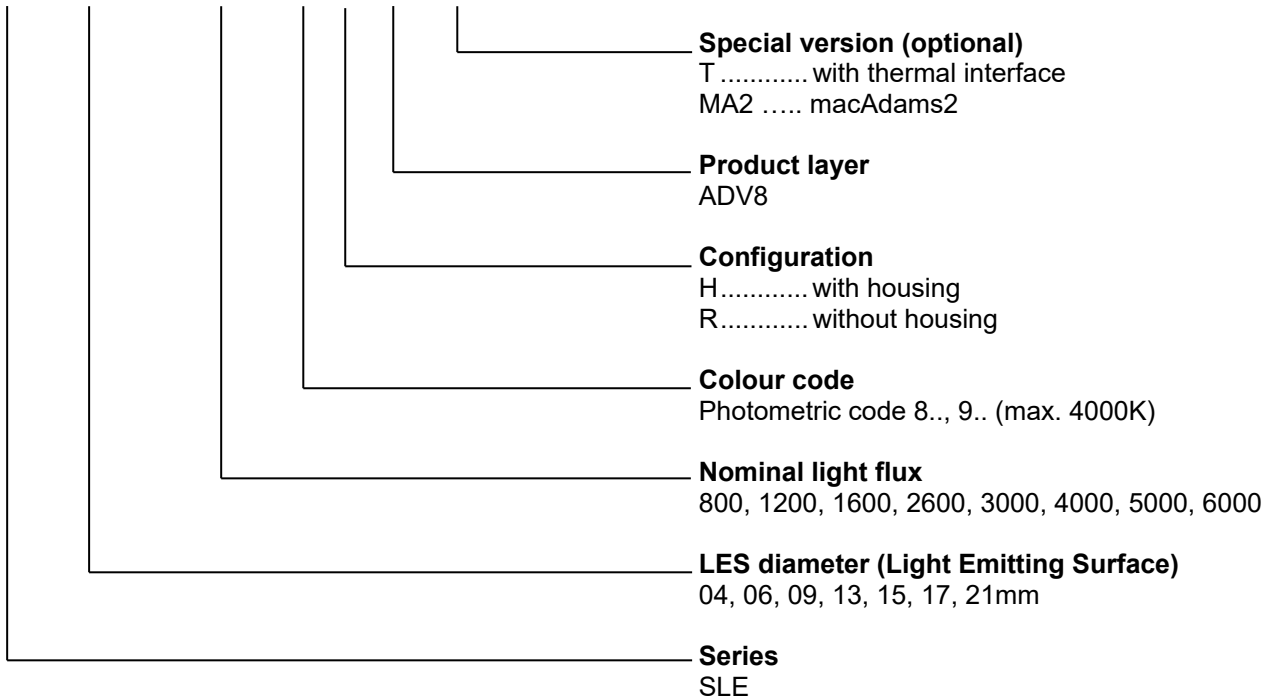 Special version (optional)
T ............ with thermal interface
MA2 ….. macAdams2
Product layer
ADV8
Configuration
H............ with housing
R............ without housing
Colour code
Photometric code 8.., 9.. (max. 4000K)
Nominal light flux
800, 1200, 1600, 2600, 3000, 4000, 5000, 6000
LES diameter (Light Emitting Surface)
04, 06, 09, 13, 15, 17, 21mm
Series
SLE